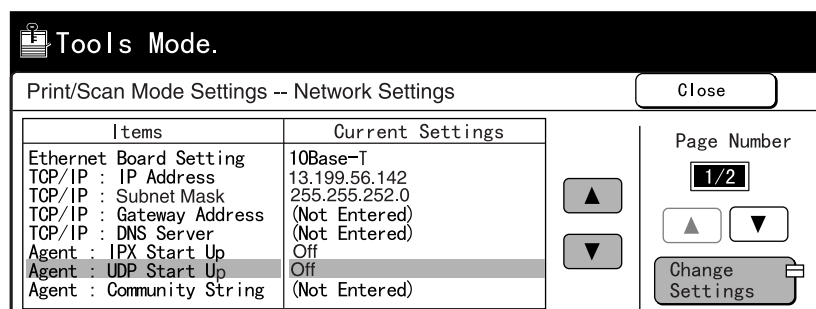 Tools Mode.
Print/Scan Mode Settings -- Network Settings
Close
Items
Current Settings
Ethernet Board Setting 10Base-T
TCP/IP : IP Address 13.199.56.142
TCP/IP : Subnet Mask 255.255.252.0
TCP/IP : Gateway Address (Not Entered)
TCP/IP : DNS Server (Not Entered)
Agent : IPX Start Up Off
Agent : UDP Start Up Off
Agent : Community String (Not Entered)
Page Number
1/2
Change
Settings